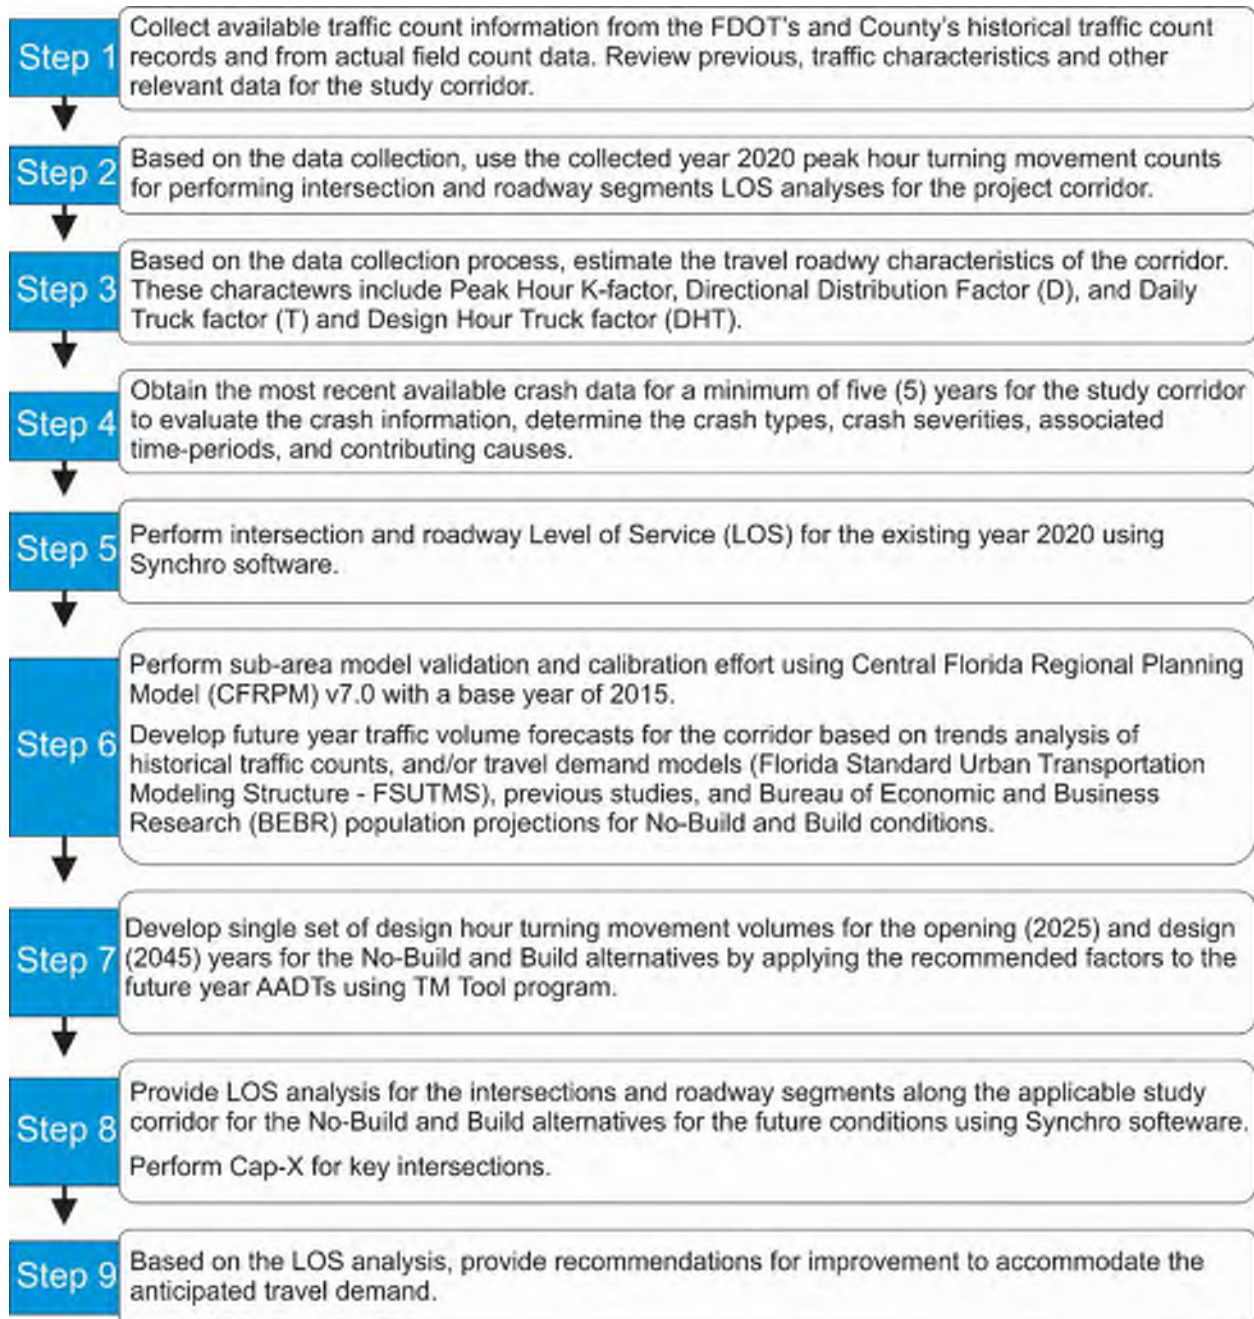 Step 1
Collect available traffic count information from the FDOT's and County's historical traffic count
records and from actual field count data. Review previous, traffic characteristics and other
relevant data for the study corridor.
Step 2
Based on the data collection, use the collected year 2020 peak hour turning movement counts
for performing intersection and roadway segments LOS analyses for the project corridor.
Step 3
Based on the data collection process, estimate the travel roadwy characteristics of the corridor.
These charactewrs include Peak Hour K-factor, Directional Distribution Factor (D), and Daily
Truck factor (T) and Design Hour Truck factor (DHT).
Step 4
Obtain the most recent available crash data for a minimum of five (5) years for the study corridor
to evaluate the crash information, determine the crash types, crash severities, associated
time-periods, and contributing causes.
Step 5
Perform intersection and roadway Level of Service (LOS) for the existing year 2020 using
Synchro software.
Step 6
Perform sub-area model validation and calibration effort using Central Florida Regional Planning
Model (CFRPM) v7.0 with a base year of 2015.
Develop future year traffic volume forecasts for the corridor based on trends analysis of
historical traffic counts, and/or travel demand models (Florida Standard Urban Transportation
Modeling Structure - FSUTMS), previous studies, and Bureau of Economic and Business
Research (BEBR) population projections for No-Build and Build conditions.
Step 7
Develop single set of design hour turning movement volumes for the opening (2025) and design
(2045) years for the No-Build and Build alternatives by applying the recommended factors to the
future year AADTs using TM Tool program.
Step 8
Provide LOS analysis for the intersections and roadway segments along the applicable study
corridor for the No-Build and Build alternatives for the future conditions using Synchro softeware.
Perform Cap-X for key intersections.
Step 9
Based on the LOS analysis, provide recommendations for improvement to accommodate the
anticipated travel demand.